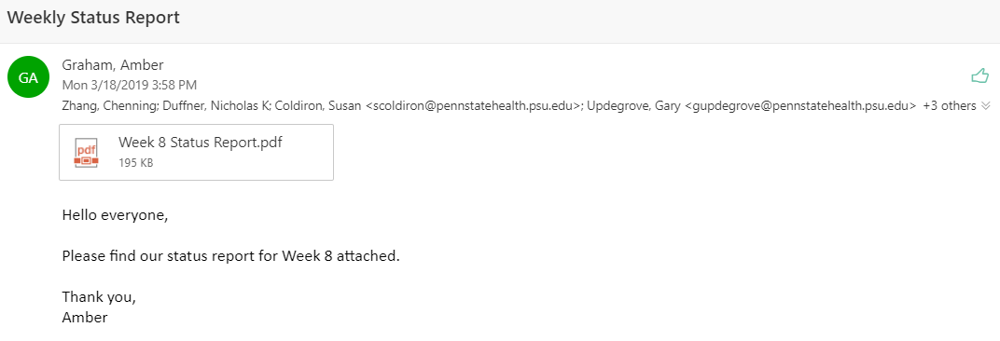 Weekly Status Report
GA
Graham, Amber
Mon 3/18/2019 3:58 PM
Zhang, Chenning; Duffner, Nicholas K; Coldiron, Susan <scoldiron@pennstatehealth.psu.edu>; Updegrove, Gary <gupdegrove@pennstatehealth.psu.edu> +3 others
pdf
Week 8 Status Report.pdf
195 KB
Hello everyone,
Please find our status report for Week 8 attached.
Thank you,
Amber